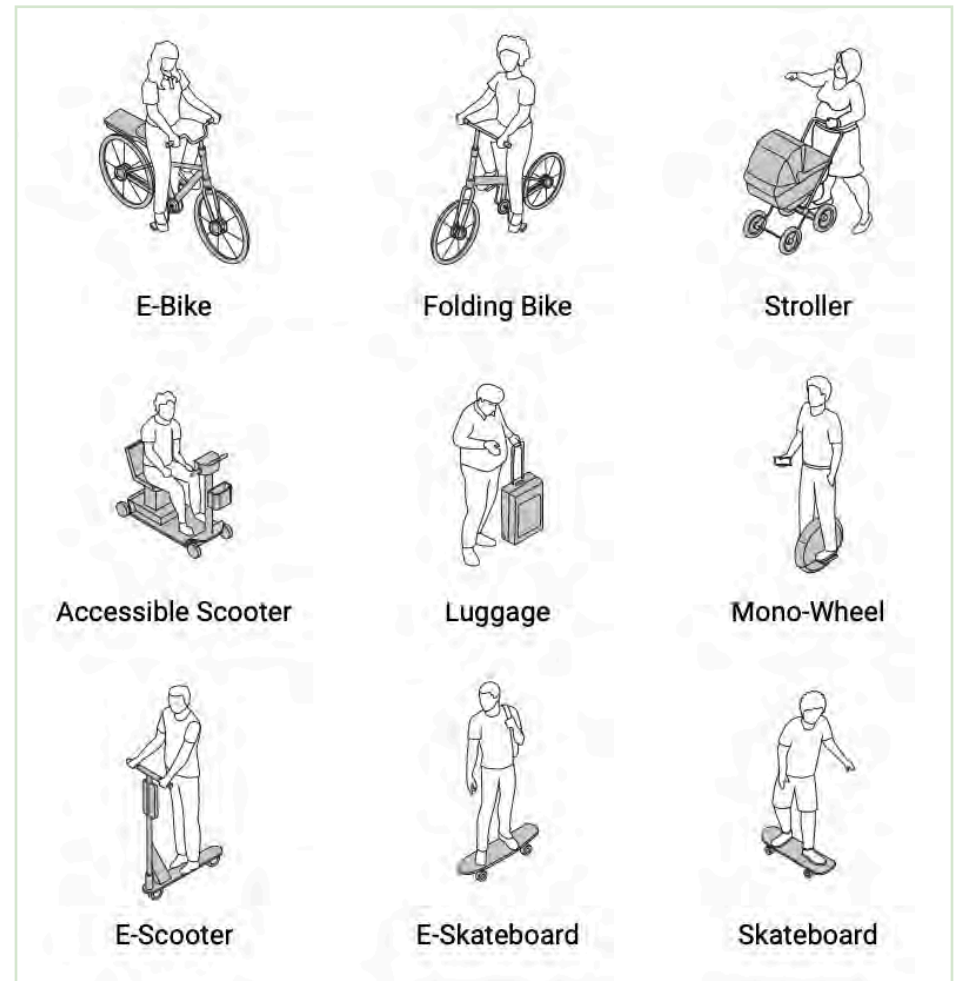 E-Bike
Folding Bike
Stroller
Accessible Scooter
Luggage
Mono-Wheel
E-Scooter
E-Skateboard
Skateboard